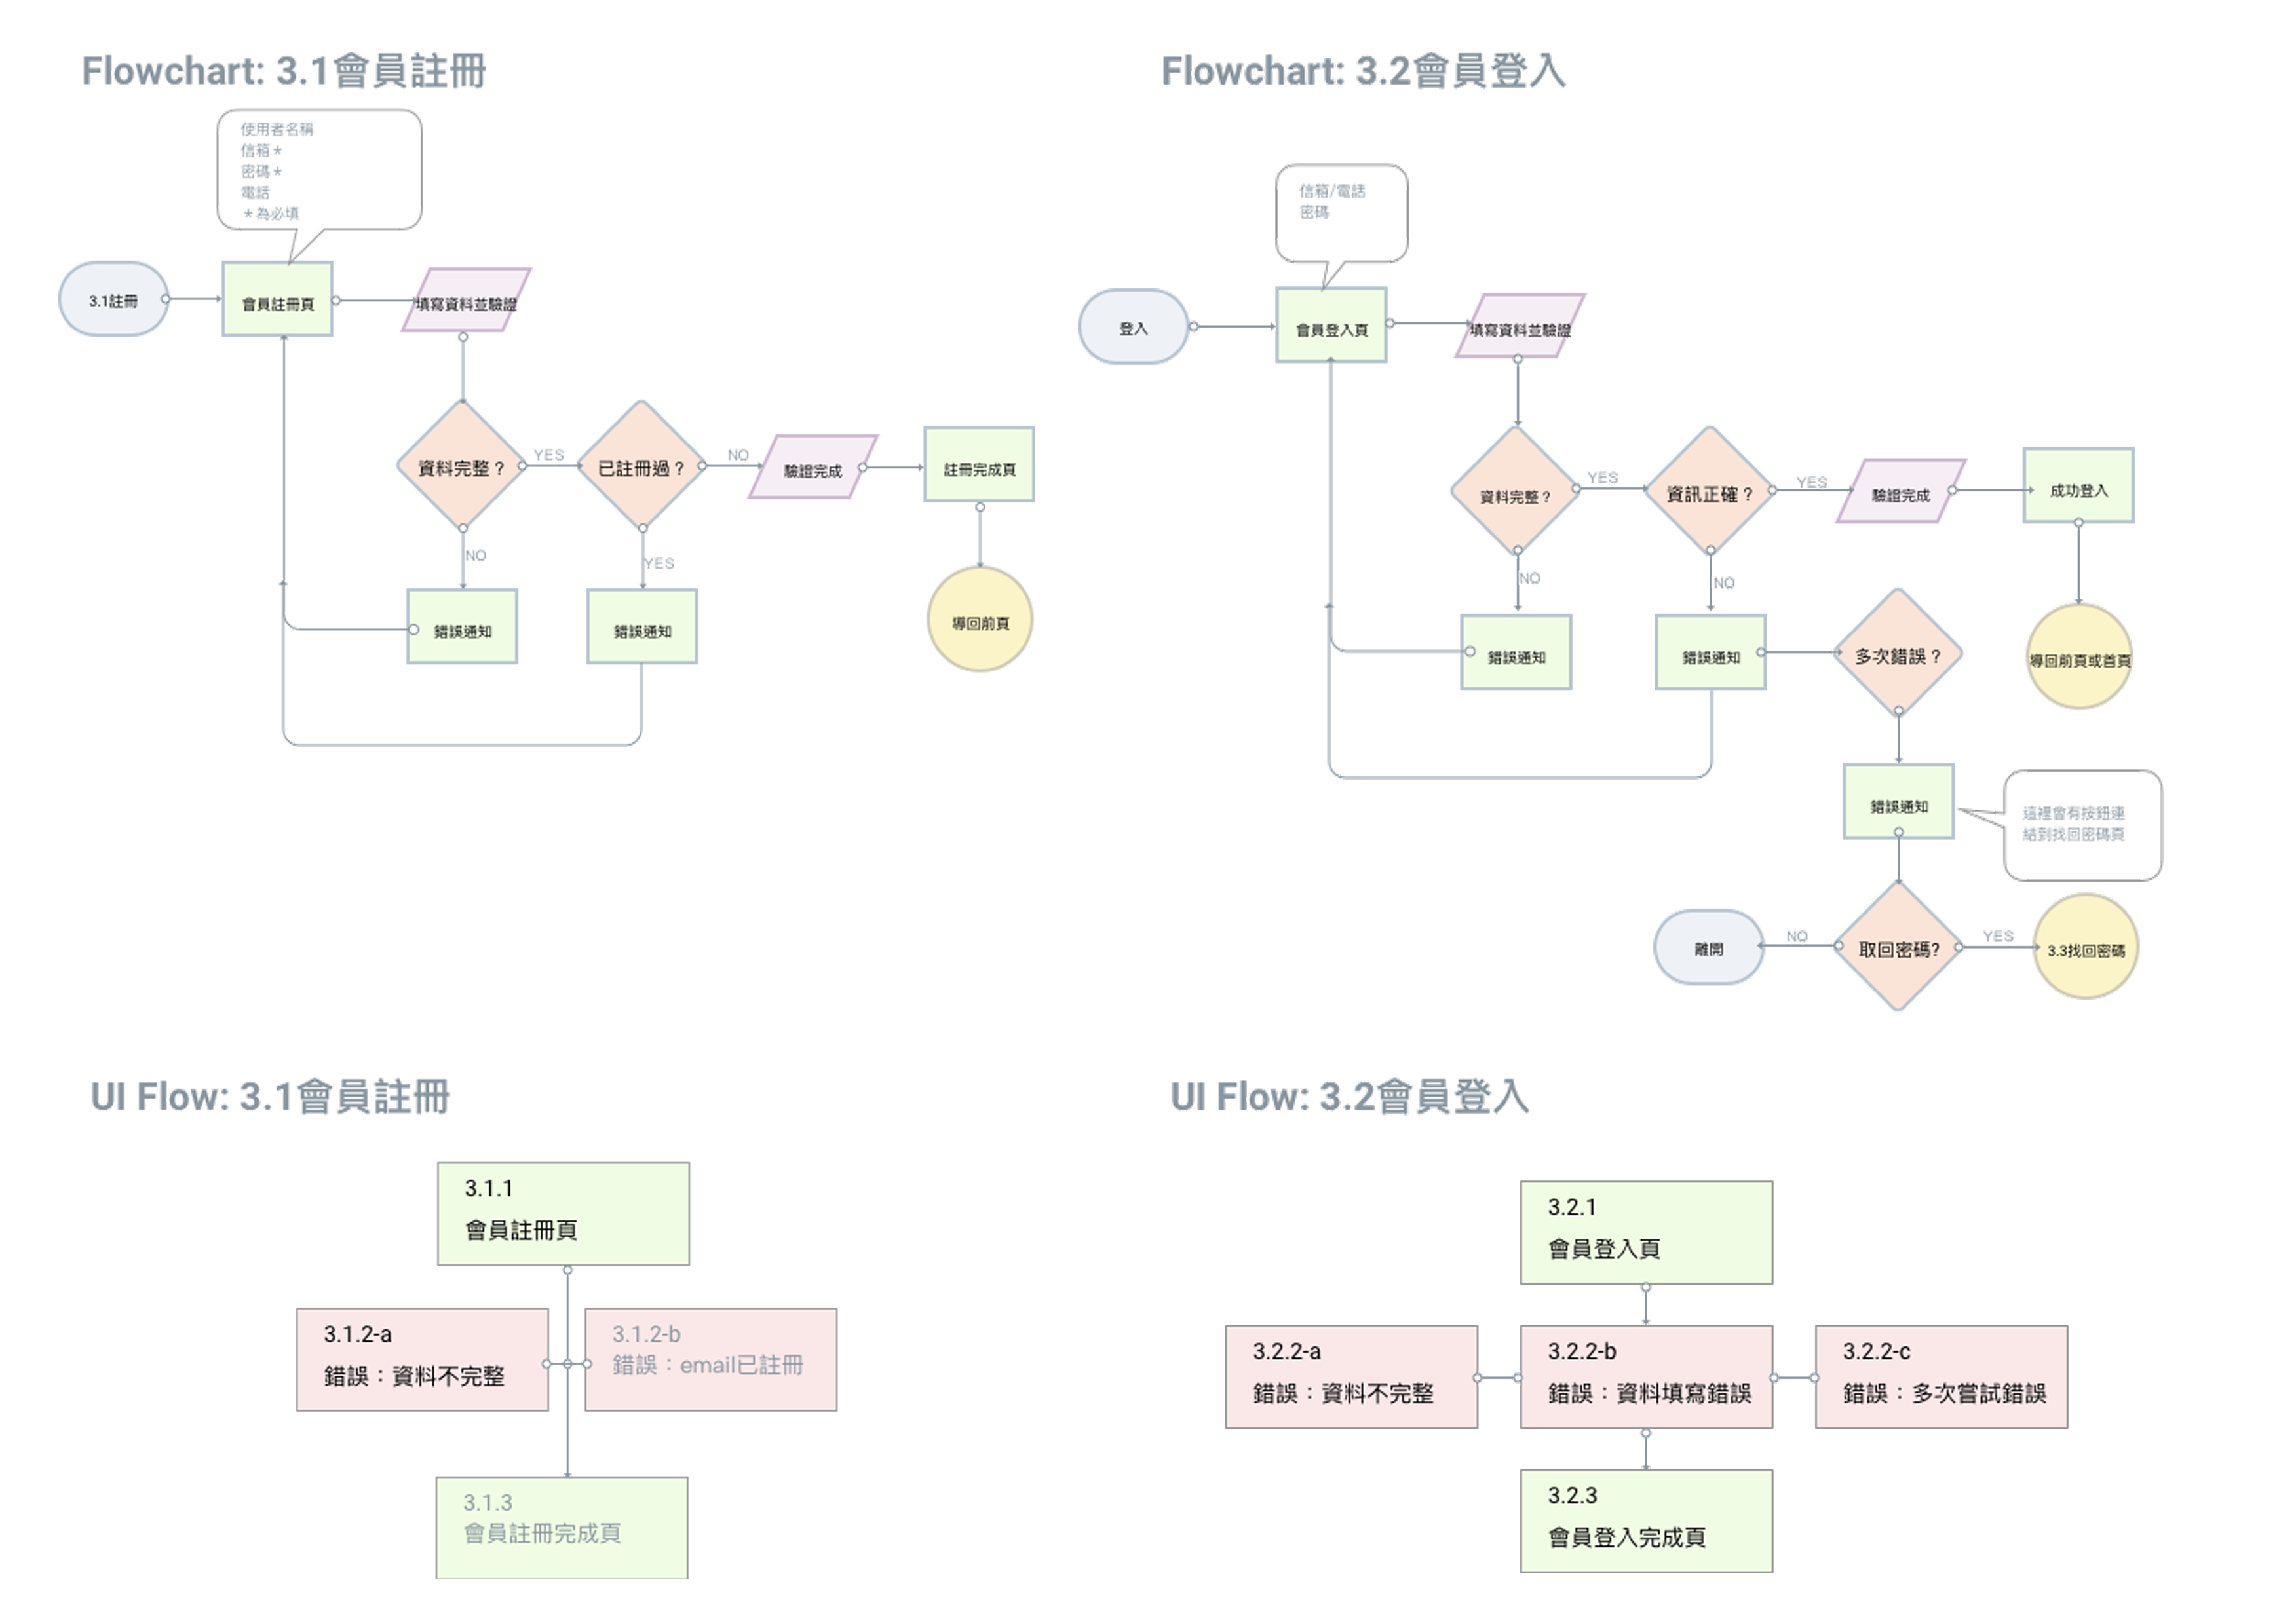 Flowchart: 3.1會員註冊
使用者名稱
信箱*
密碼*
電話
*為必填
3.1註冊
會員註冊頁
填寫資料並驗證
資料完整？
YES
已註冊過？
NO
驗證完成
註冊完成頁
NO
YES
錯誤通知
錯誤通知
導回前頁
Flowchart: 3.2會員登入
信箱/電話
密碼
登入
會員登入頁
填寫資料並驗證
資料完整？
YES
資訊正確？
YES
驗證完成
成功登入
NO
NO
錯誤通知
錯誤通知
多次錯誤？
導回前頁或首頁
錯誤通知
這裡會有按鈕連
結到找回密碼頁
離開
NO
取回密碼?
YES
3.3找回密碼
UI Flow: 3.1會員註冊
3.1.1
會員註冊頁
3.1.2-a
錯誤：資料不完整
3.1.2-b
錯誤：email已註冊
3.1.3
會員註冊完成頁
UI Flow: 3.2會員登入
3.2.1
會員登入頁
3.2.2-a
錯誤：資料不完整
3.2.2-b
錯誤：資料填寫錯誤
3.2.2-c
錯誤：多次嘗試錯誤
3.2.3
會員登入完成頁